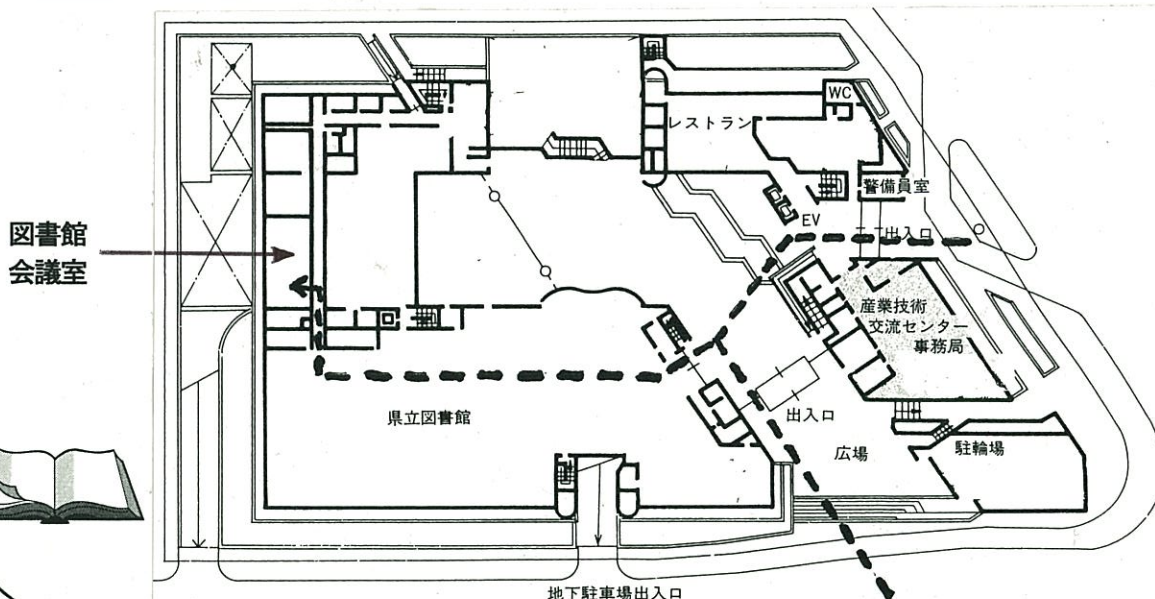 図書館
会議室
レストラン
WC
警備員室
EV
出入口
産業技術
交流センター
事務局
県立図書館
出入口
広場
駐輪場
地下駐車場出入口